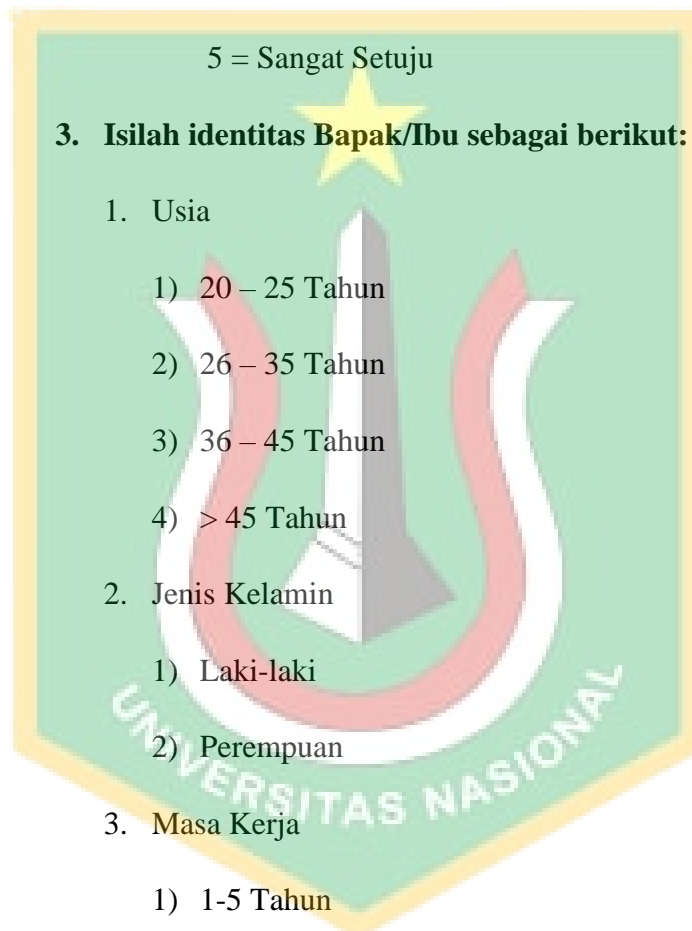 5 = Sangat Setuju
3. Isilah identitas Bapak/Ibu sebagai berikut:
1. Usia
1) 20 – 25 Tahun
2) 26 – 35 Tahun
3) 36 – 45 Tahun
4) > 45 Tahun
2. Jenis Kelamin
1) Laki-laki
2) Perempuan
3. Masa Kerja
1) 1-5 Tahun
UNIVERSITAS NASIONAL